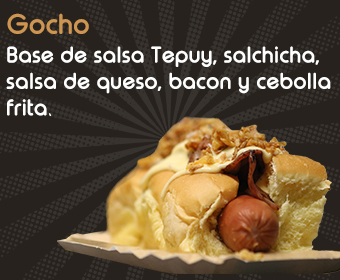 Gocho
Base de salsa Tepuy, salchicha,
salsa de queso, bacon y cebolla
frita.